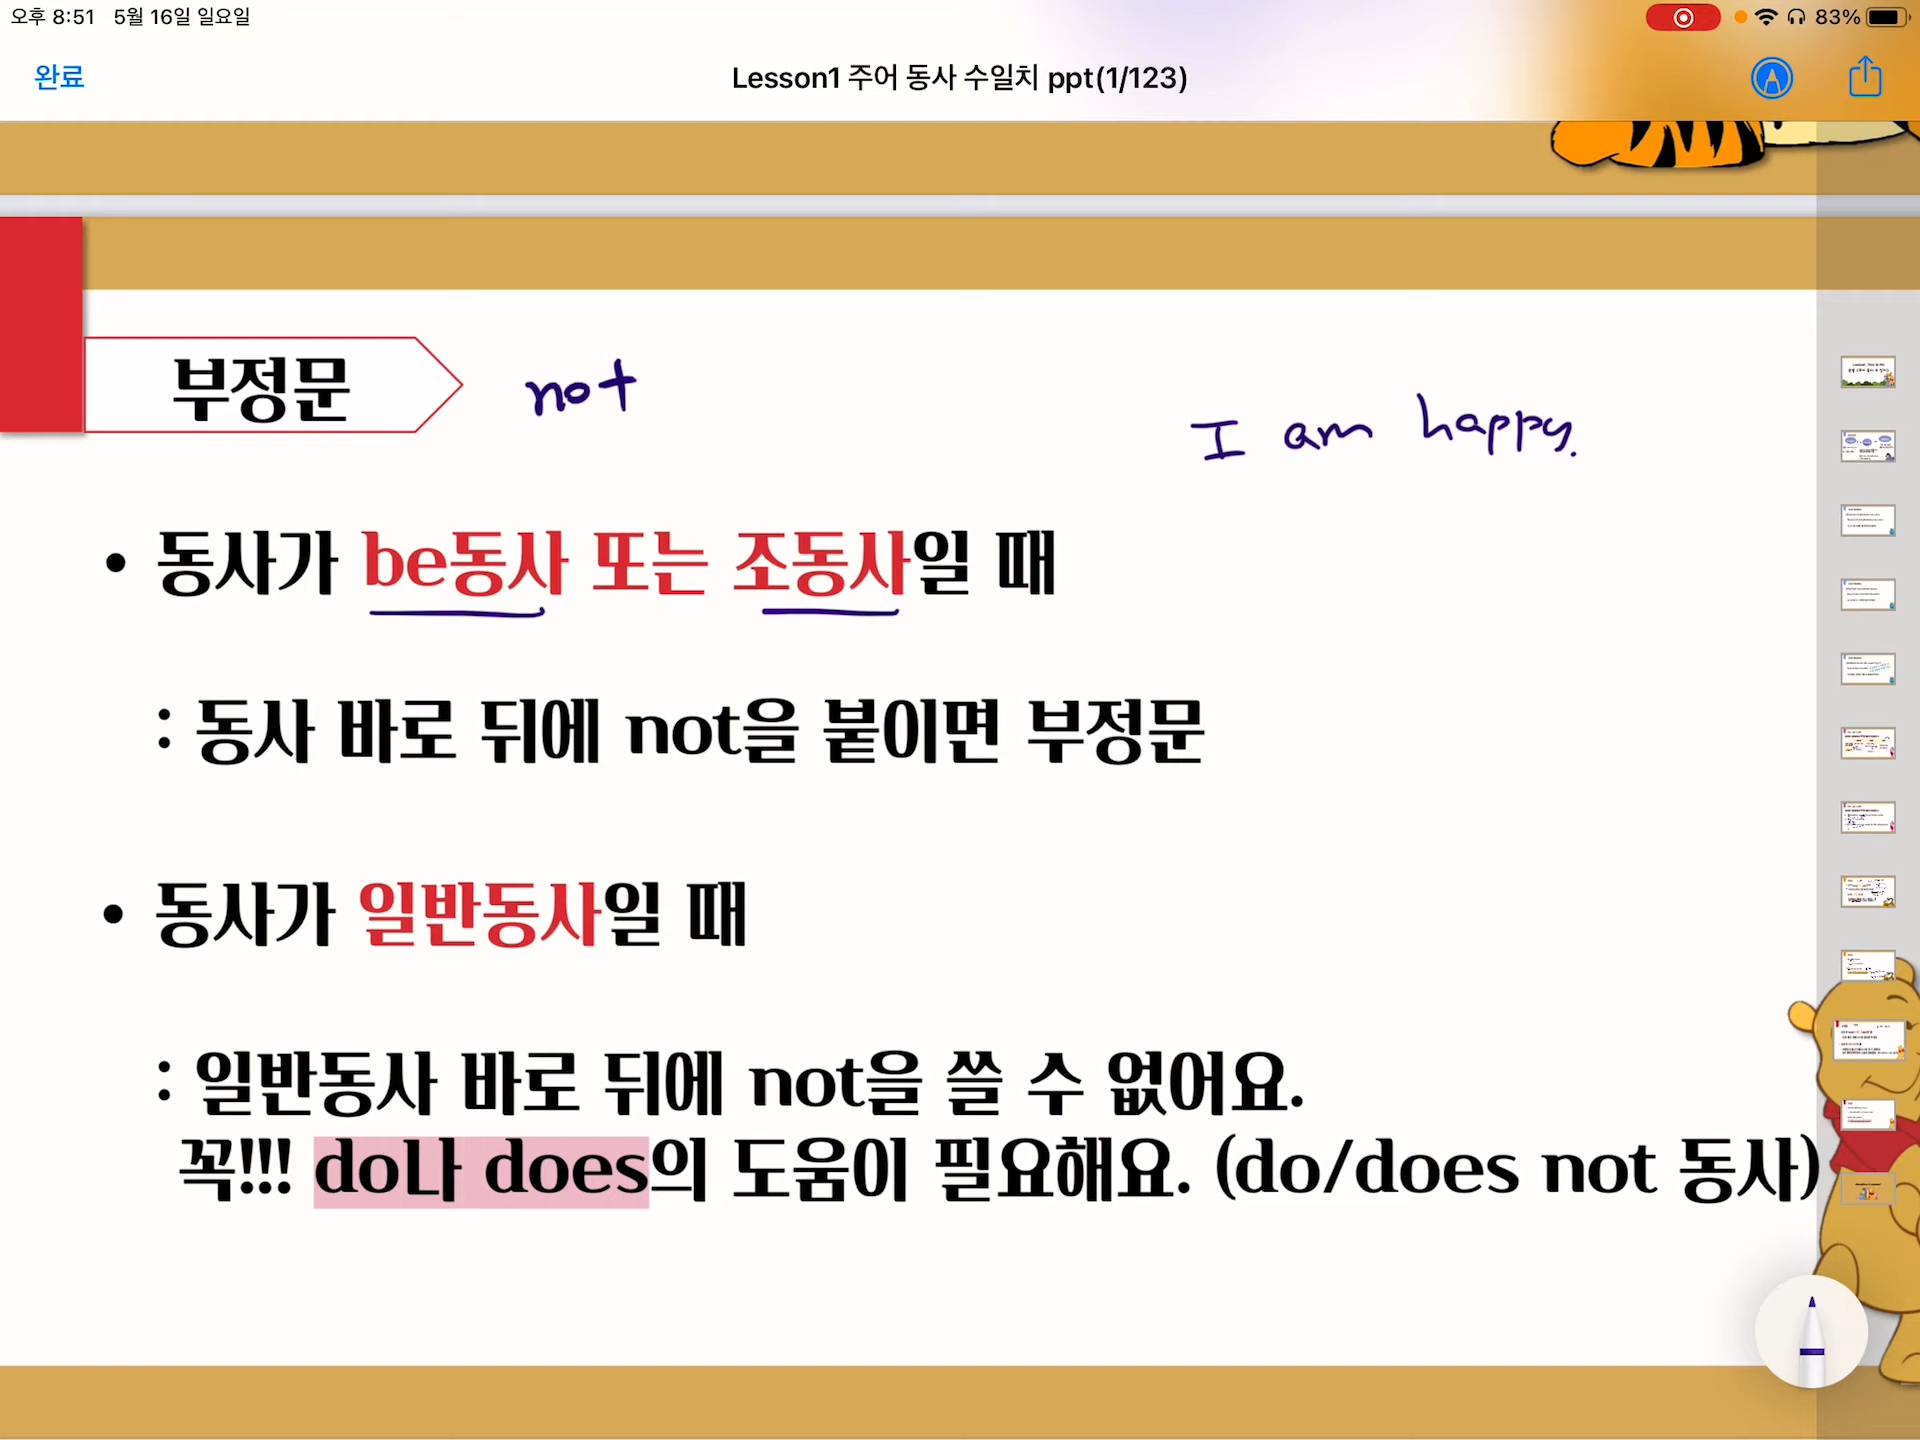 오후 8:51 5월 16일 일요일
83%
완료
Lesson1 주어 동사 수일치 ppt(1/123)
부정문
not
I am happy.
• 동사가 be동사 또는 조동사일 때
: 동사 바로 뒤에 not을 붙이면 부정문
• 동사가 일반동사일 때
: 일반동사 바로 뒤에 not을 쓸 수 없어요.
꼭!!! do나 does의 도움이 필요해요. (do/does not 동사)